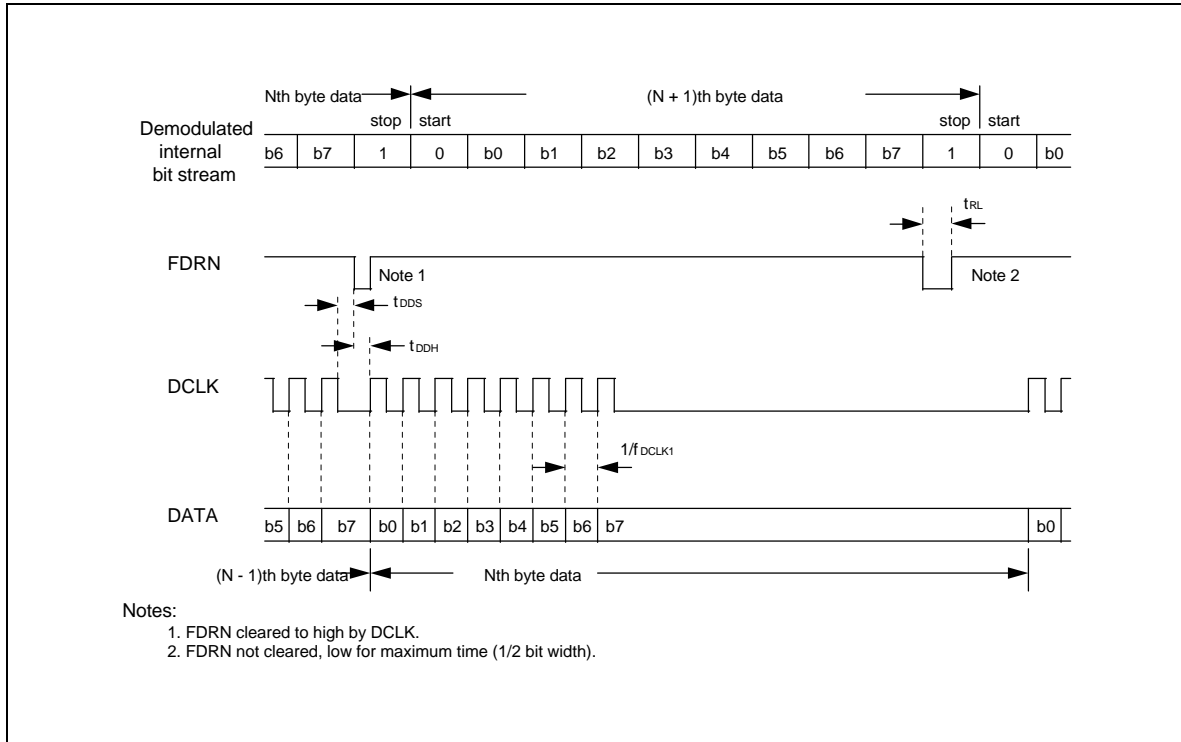 Nth byte data
(N + 1)th byte data
stop start stop start
Demodulated
internal
bit stream
b6 b7 1 0 b0 b1 b2 b3 b4 b5 b6 b7 1 0 b0
tRL
FDRN
Note 1
Note 2
tDDS
tDDH
DCLK
1/fDCLK1
DATA
b5 b6 b7 b0 b1 b2 b3 b4 b5 b6 b7 b0
(N - 1)th byte data
Nth byte data
Notes:
1. FDRN cleared to high by DCLK.
2. FDRN not cleared, low for maximum time (1/2 bit width).